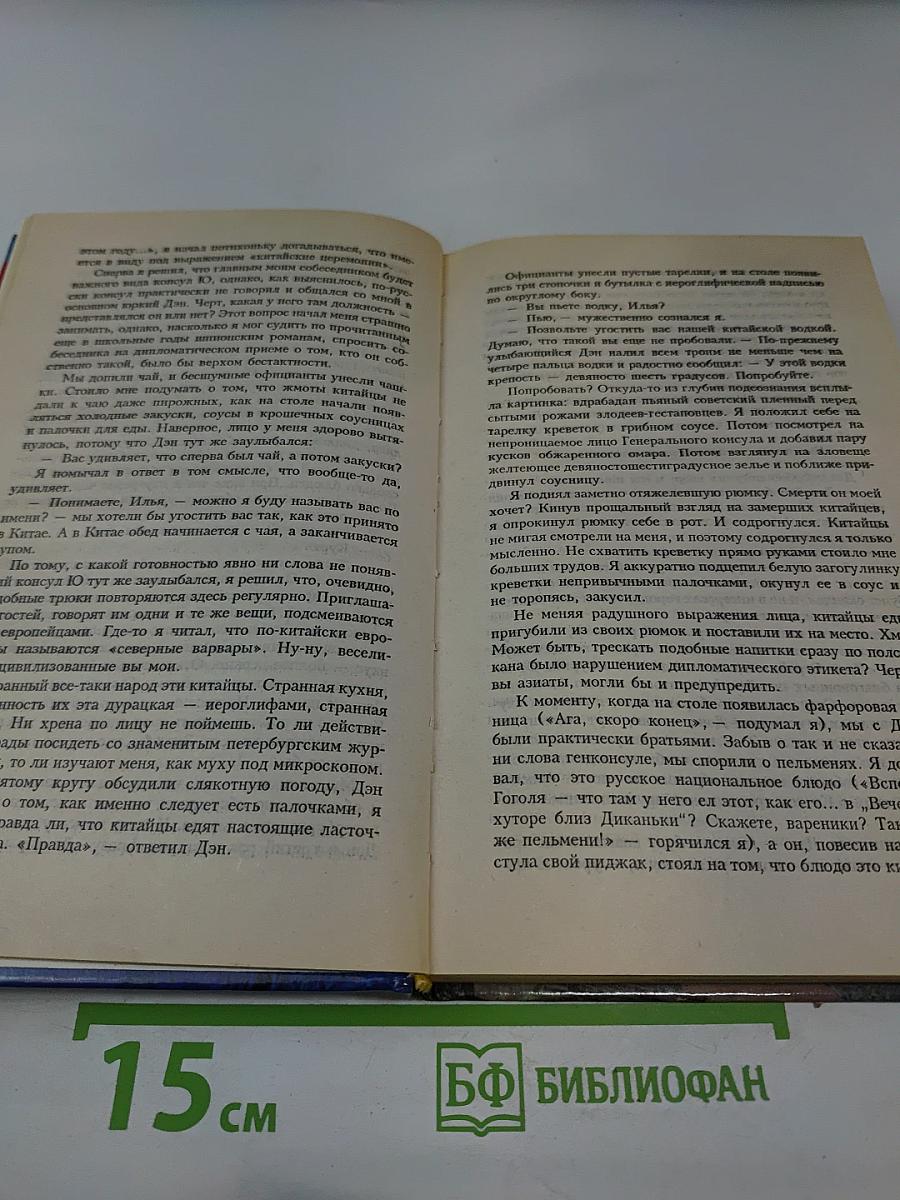 этом году...», я начал потихоньку догадываться, что име-
ется в виду под выражением «китайские церемонии».
Сперва я решил, что главным моим собеседником будет
важного вида консул Ю, однако, как выяснилось, по-рус-
ски консул практически не говорил и общался со мной в
основном юркий Дэн. Черт, какая у него там должность —
представлялся он или нет? Этот вопрос начал меня страшно
занимать, однако, насколько я мог судить по прочитанным
еще в школьные годы шпионским романам, спросить со-
беседника на дипломатическом приеме о том, кто он соб-
ственно такой, было бы верхом бестактности.
Мы допили чай, и бесшумные официанты унесли чаш-
ки. Стоило мне подумать о том, что жмоты китайцы не
дали к чаю даже пирожных, как на столе начали появ-
ляться холодные закуски, соусы в крошечных соусницах
и палочки для еды. Наверное, лицо у меня здорово вытя-
нулось, потому что Дэн тут же заулыбался:
— Вас удивляет, что сперва был чай, а потом закуски?
Я помычал в ответ в том смысле, что вообще-то да,
удивляет.
— Понимаете, Илья, — можно я буду называть вас по
имени? — мы хотели бы угостить вас так, как это принято
в Китае. А в Китае обед начинается с чая, а заканчивается
упом.
По тому, с какой готовностью явно ни слова не поняв-
ий консул Ю тут же заулыбался, я решил, что, очевидно,
добные трюки повторяются здесь регулярно. Приглаша-
гостей, говорят им одни и те же вещи, подсмеиваются
европейцами. Где-то я читал, что по-китайски евро-
ы называются «северные варвары». Ну-ну, весели-
цивилизованные вы мои.
ранный все-таки народ эти китайцы. Странная кухня,
нность их эта дурацкая — иероглифами, странная
. Ни хрена по лицу не поймешь. То ли действи-
рады посидеть со знаменитым петербургским жур-
, то ли изучают меня, как муху под микроскопом.
ятому кругу обсудили слякотную погоду, Дэн
о том, как именно следует есть палочками, я
равда ли, что китайцы едят настоящие ласточ-
а. «Правда», — ответил Дэн.
Официанты унесли пустые тарелки, и на столе появи-
лись три стопочки и бутылка с иероглифической надписью
по округлому боку.
— Вы пьете водку, Илья?
— Пью, — мужественно сознался я.
— Позвольте угостить вас нашей китайской водкой.
Думаю, что такой вы еще не пробовали. — По-прежнему
улыбающийся Дэн налил всем троим не меньше чем на
четыре пальца водки и радостно сообщил: — У этой водки
крепость — девяносто шесть градусов. Попробуйте.
Попробовать? Откуда-то из глубин подсознания всплы-
ла картинка: вдрабадан пьяный советский пленный перед
сытыми рожами злодеев-гестаповцев. Я положил себе на
тарелку креветок в грибном соусе. Потом посмотрел на
непроницаемое лицо Генерального консула и добавил пару
кусков обжаренного омара. Потом взглянул на зловеще
желтеющее девяностошестиградусное зелье и поближе при-
двинул соусницу.
Я поднял заметно отяжелевшую рюмку. Смерти он моей
хочет? Кинув прощальный взгляд на замерших китайцев,
я опрокинул рюмку себе в рот. И содрогнулся. Китайцы
не мигая смотрели на меня, и поэтому содрогнулся я только
мысленно. Не схватить креветку прямо руками стоило мне
больших трудов. Я аккуратно подцепил белую загогулинку
креветки непривычными палочками, окунул ее в соус и
не торопясь, закусил.
Не меняя радушного выражения лица, китайцы едв
пригубили из своих рюмок и поставили их на место. Хм
Может быть, трескать подобные напитки сразу по полс
кана было нарушением дипломатического этикета? Чер
вы азиаты, могли бы и предупредить.
К моменту, когда на столе появилась фарфоровая
ница («Ага, скоро конец», — подумал я), мы с Д
были практически братьями. Забыв о так и не сказа
ни слова генконсуле, мы спорили о пельменях. Я до
вал, что это русское национальное блюдо («Вспо
Гоголя — что там у него ел этот, как его... в „Вече
хуторе близ Диканьки“? Скажете, вареники? Так
же пельмени!» — горячился я), а он, повесив на
стула свой пиджак, стоял на том, что блюдо это ки
15 см
БФ БИБЛИОФАН